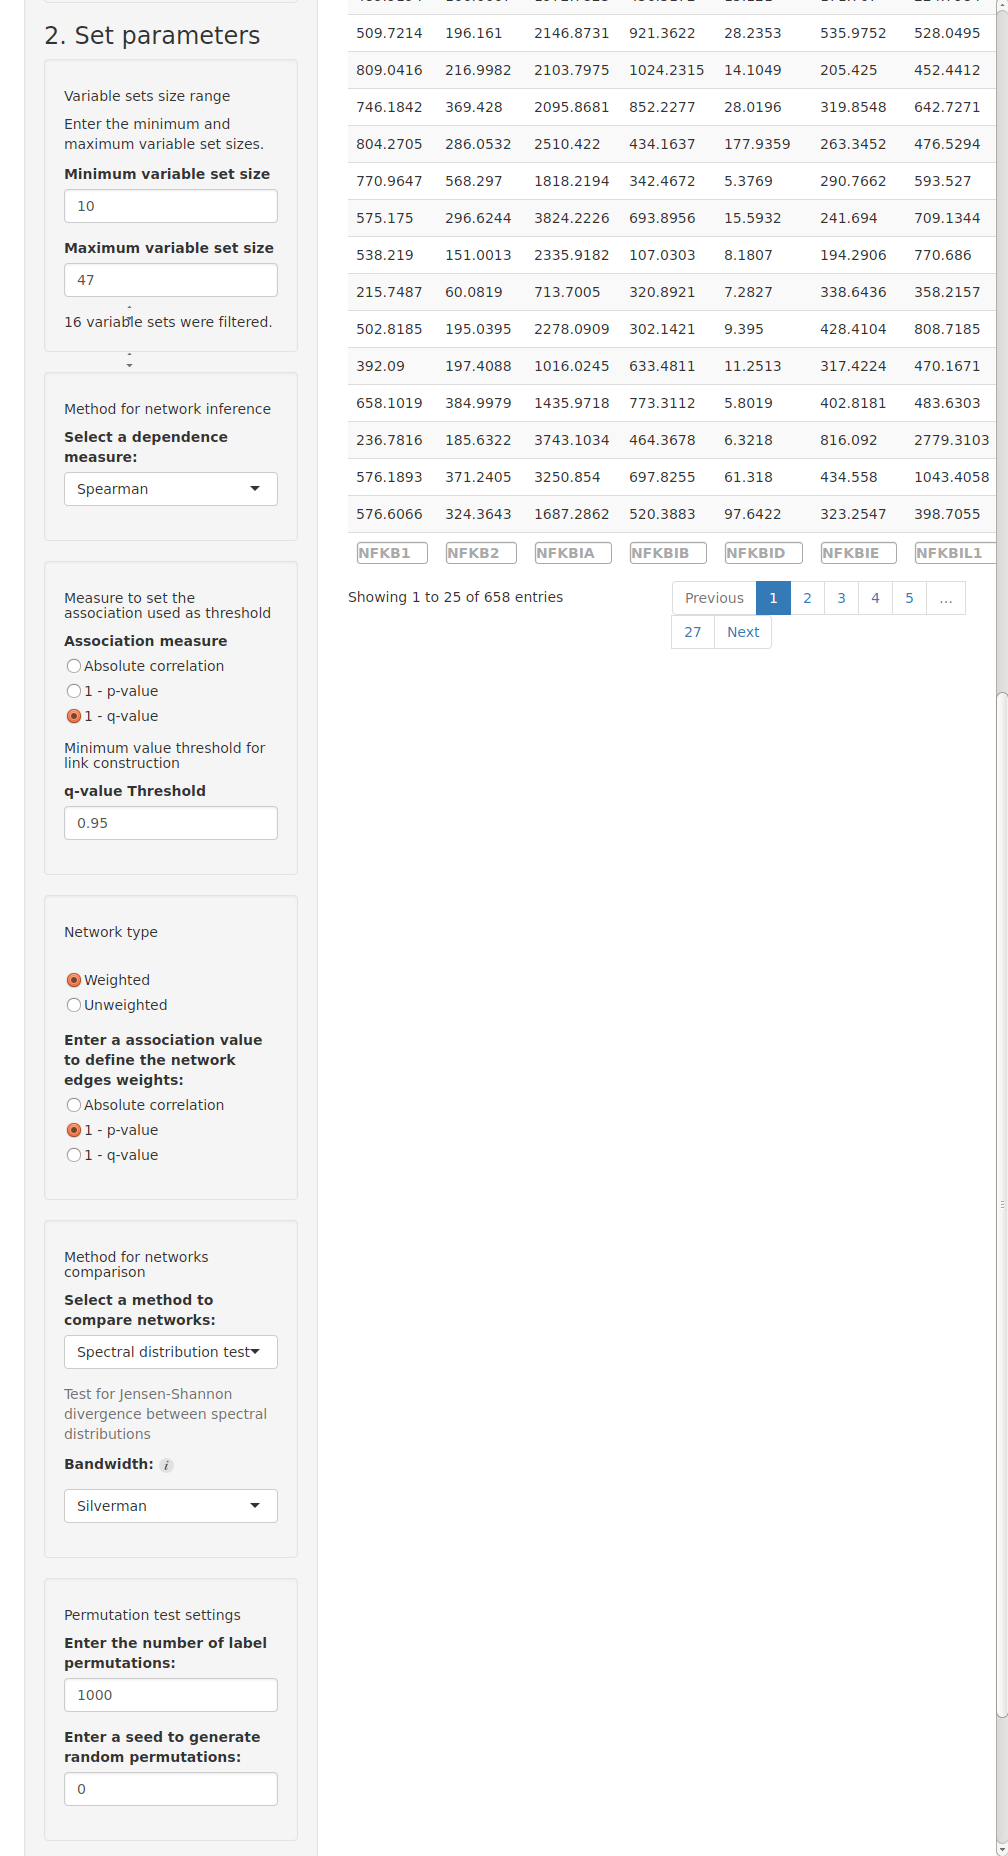 2. Set parameters
Variable sets size range
Enter the minimum and
maximum variable set sizes.
Minimum variable set size
10
Maximum variable set size
47
16 variable sets were filtered.
Method for network inference
Select a dependence
measure:
Spearman
Measure to set the
association used as threshold
Association measure
Absolute correlation
1 - p-value
1 - q-value
Minimum value threshold for
link construction
q-value Threshold
0.95
Network type
Weighted
Unweighted
Enter a association value
to define the network
edges weights:
Absolute correlation
1 - p-value
1 - q-value
Method for networks
comparison
Select a method to
compare networks:
Spectral distribution test
Test for Jensen-Shannon
divergence between spectral
distributions
Bandwidth: i
Silverman
Permutation test settings
Enter the number of label
permutations:
1000
Enter a seed to generate
random permutations:
0
509.7214 196.161 2146.8731 921.3622 28.2353 535.9752 528.0495
809.0416 216.9982 2103.7975 1024.2315 14.1049 205.425 452.4412
746.1842 369.428 2095.8681 852.2277 28.0196 319.8548 642.7271
804.2705 286.0532 2510.422 434.1637 177.9359 263.3452 476.5294
770.9647 568.297 1818.2194 342.4672 5.3769 290.7662 593.527
575.175 296.6244 3824.2226 693.8956 15.5932 241.694 709.1344
538.219 151.0013 2335.9182 107.0303 8.1807 194.2906 770.686
215.7487 60.0819 713.7005 320.8921 7.2827 338.6436 358.2157
502.8185 195.0395 2278.0909 302.1421 9.395 428.4104 808.7185
392.09 197.4088 1016.0245 633.4811 11.2513 317.4224 470.1671
658.1019 384.9979 1435.9718 773.3112 5.8019 402.8181 483.6303
236.7816 185.6322 3743.1034 464.3678 6.3218 816.092 2779.3103
576.1893 371.2405 3250.854 697.8255 61.318 434.558 1043.4058
576.6066 324.3643 1687.2862 520.3883 97.6422 323.2547 398.7055
NFKB1 NFKB2 NFKBIA NFKBIB NFKBID NFKBIE NFKBIL1
Showing 1 to 25 of 658 entries
Previous 1 2 3 4 5 ...
27 Next